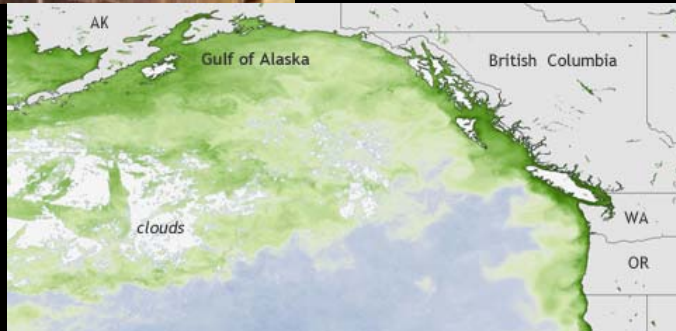 AK
Gulf of Alaska
British Columbia
clouds
WA
OR